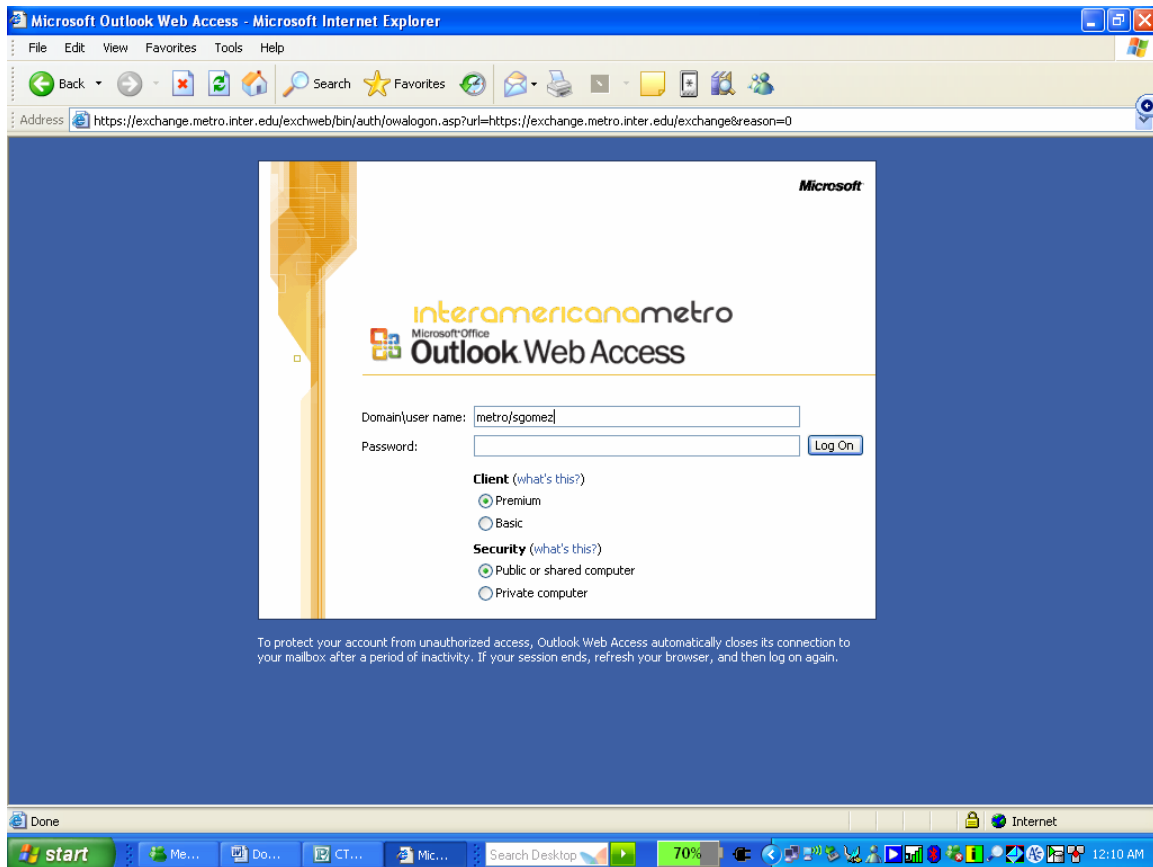 Microsoft Outlook Web Access - Microsoft Internet Explorer
File Edit View Favorites Tools Help
Back Search Favorites
Address https://exchange.metro.inter.edu/exchweb/bin/auth/owalogon.asp?url=https://exchange.metro.inter.edu/exchange&reason=0
Microsoft
interamericanametro
Microsoft Office
Outlook Web Access
Domain\user name: metro/sgomez
Password: Log On
Client (what's this?)
Premium
Basic
Security (what's this?)
Public or shared computer
Private computer
To protect your account from unauthorized access, Outlook Web Access automatically closes its connection to
your mailbox after a period of inactivity. If your session ends, refresh your browser, and then log on again.
Done Internet
start Me... Do... CT... Mic... Search Desktop 70% 12:10 AM